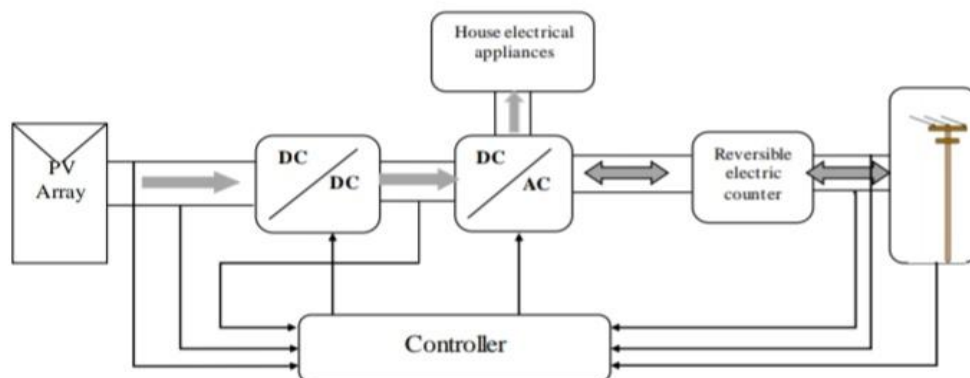 House electrical
appliances
PV
Array
DC
DC
DC
AC
Reversible
electric
counter
Controller